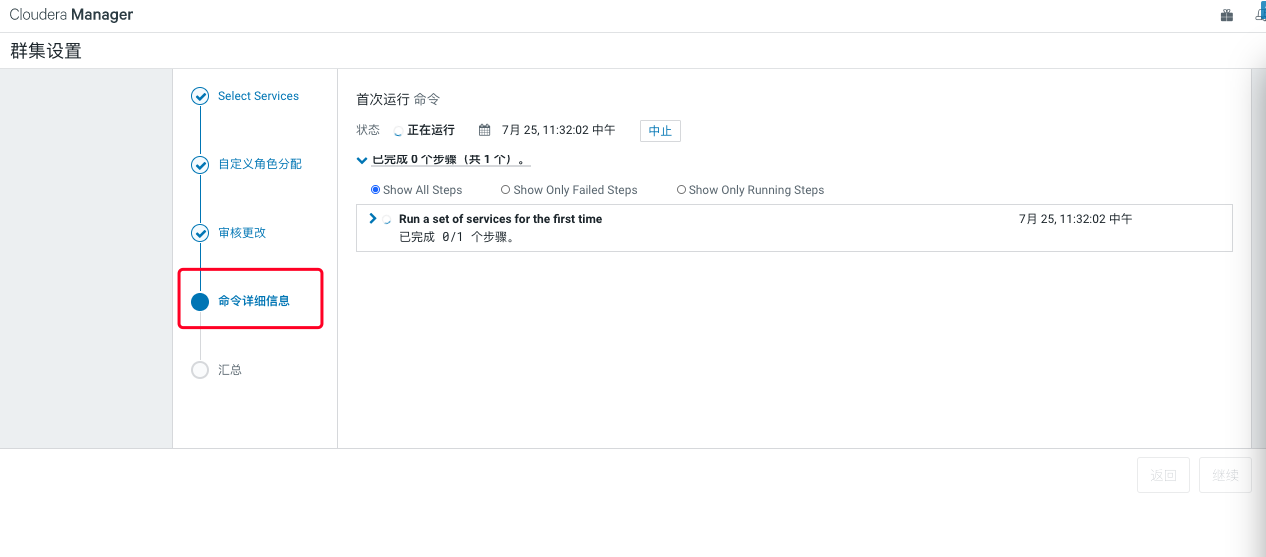 Cloudera Manager
群集设置
Select Services
自定义角色分配
审核更改
命令详细信息
汇总
首次运行 命令
状态 正在运行 7月 25, 11:32:02 中午 中止
已完成 0 个步骤（共 1 个）。
Show All Steps Show Only Failed Steps Show Only Running Steps
Run a set of services for the first time 7月 25, 11:32:02 中午
已完成 0/1 个步骤。
返回 继续